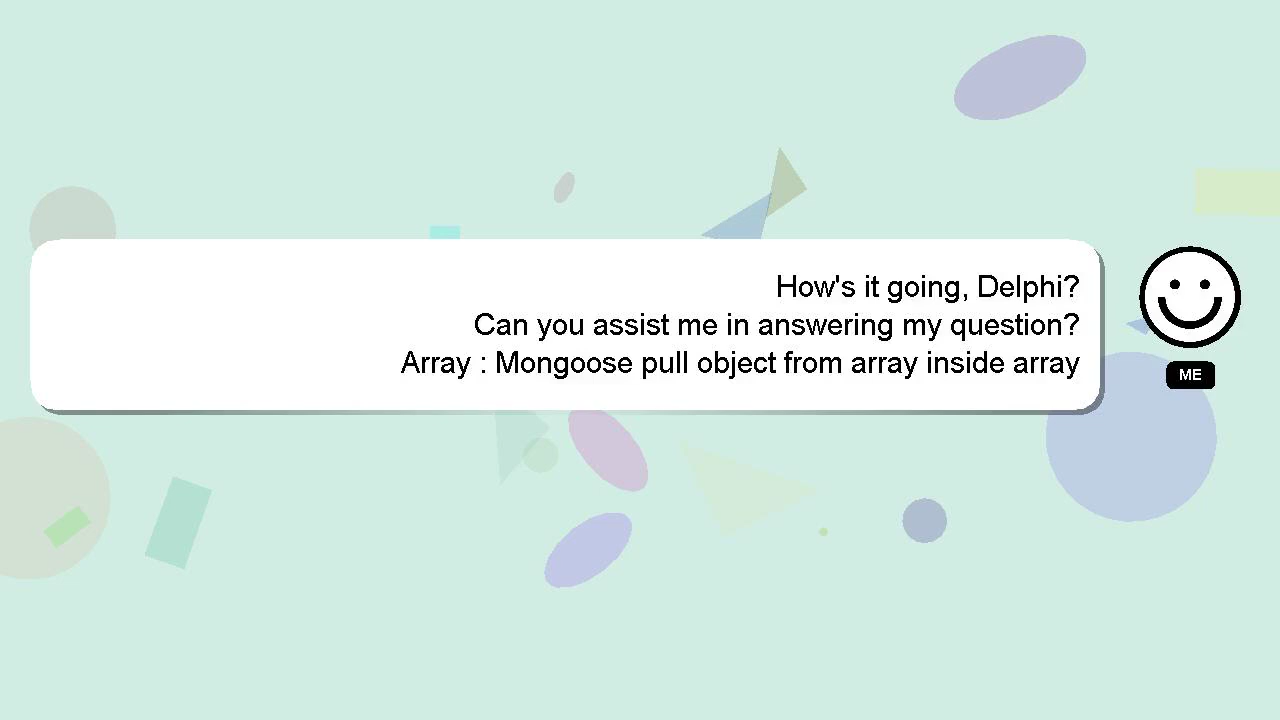 How's it going, Delphi?
Can you assist me in answering my question?
Array : Mongoose pull object from array inside array
ME